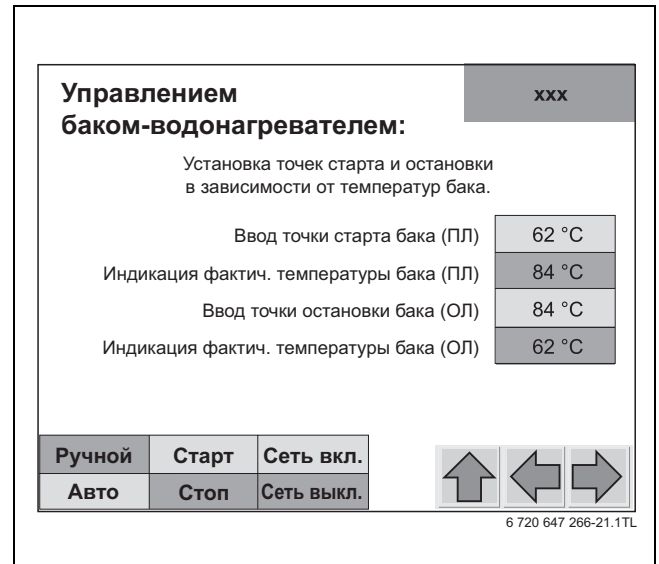 Управлением
баком-водонагревателем:
xxx
Установка точек старта и остановки
в зависимости от температур бака.
Ввод точки старта бака (ПЛ) 62 °C
Индикация фактич. температуры бака (ПЛ) 84 °C
Ввод точки остановки бака (ОЛ) 84 °C
Индикация фактич. температуры бака (ОЛ) 62 °C
Ручной Старт Сеть вкл.
Авто Стоп Сеть выкл.
6 720 647 266-21.1TL